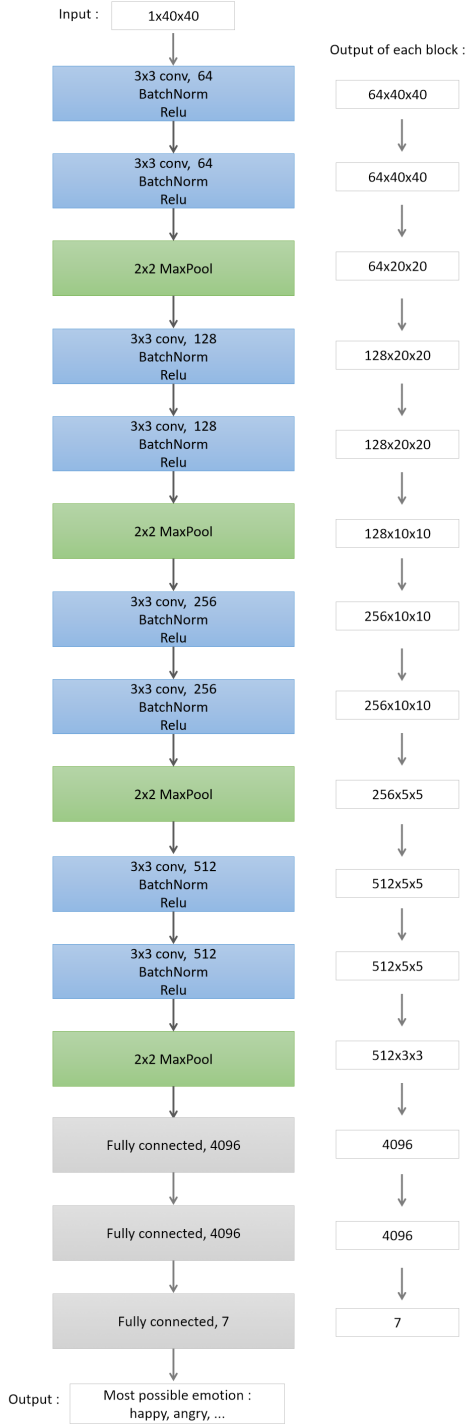 Input :
1x40x40
Output of each block :
3x3 conv, 64
BatchNorm
Relu
64x40x40
3x3 conv, 64
BatchNorm
Relu
64x40x40
2x2 MaxPool
64x20x20
3x3 conv, 128
BatchNorm
Relu
128x20x20
3x3 conv, 128
BatchNorm
Relu
128x20x20
2x2 MaxPool
128x10x10
3x3 conv, 256
BatchNorm
Relu
256x10x10
3x3 conv, 256
BatchNorm
Relu
256x10x10
2x2 MaxPool
256x5x5
3x3 conv, 512
BatchNorm
Relu
512x5x5
3x3 conv, 512
BatchNorm
Relu
512x5x5
2x2 MaxPool
512x3x3
Fully connected, 4096
4096
Fully connected, 4096
4096
Fully connected, 7
7
Output :
Most possible emotion :
happy, angry, ...